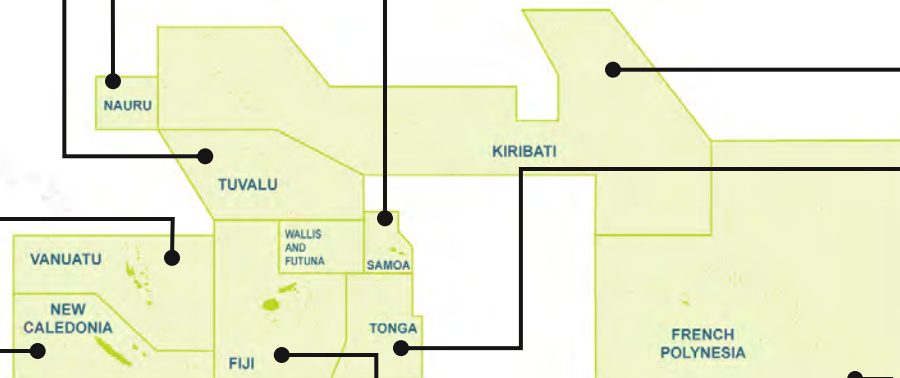 NAURU
KIRIBATI
TUVALU
WALLIS
AND
FUTUNA
VANUATU
SAMOA
NEW
CALEDONIA
TONGA
FRENCH
POLYNESIA
FIJI